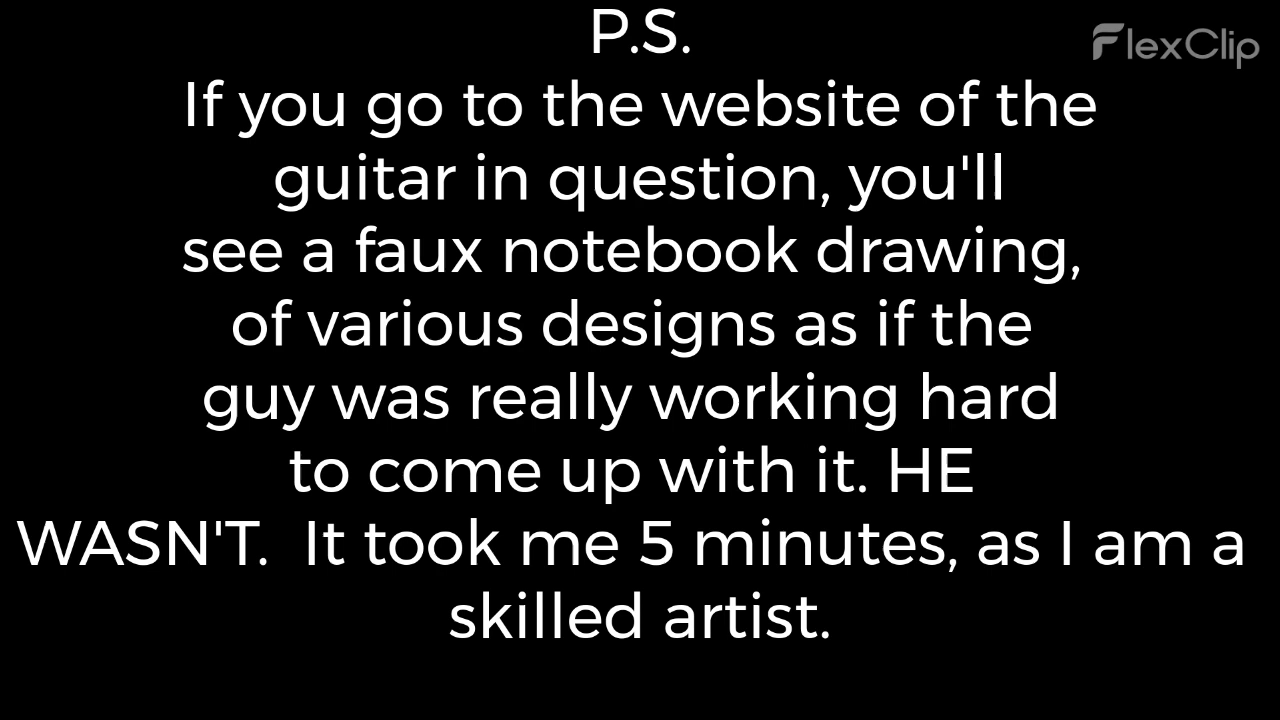 P.S.
FlexClip
If you go to the website of the
guitar in question, you'll
see a faux notebook drawing,
of various designs as if the
guy was really working hard
to come up with it. HE
WASN'T.  It took me 5 minutes, as I am a
skilled artist.